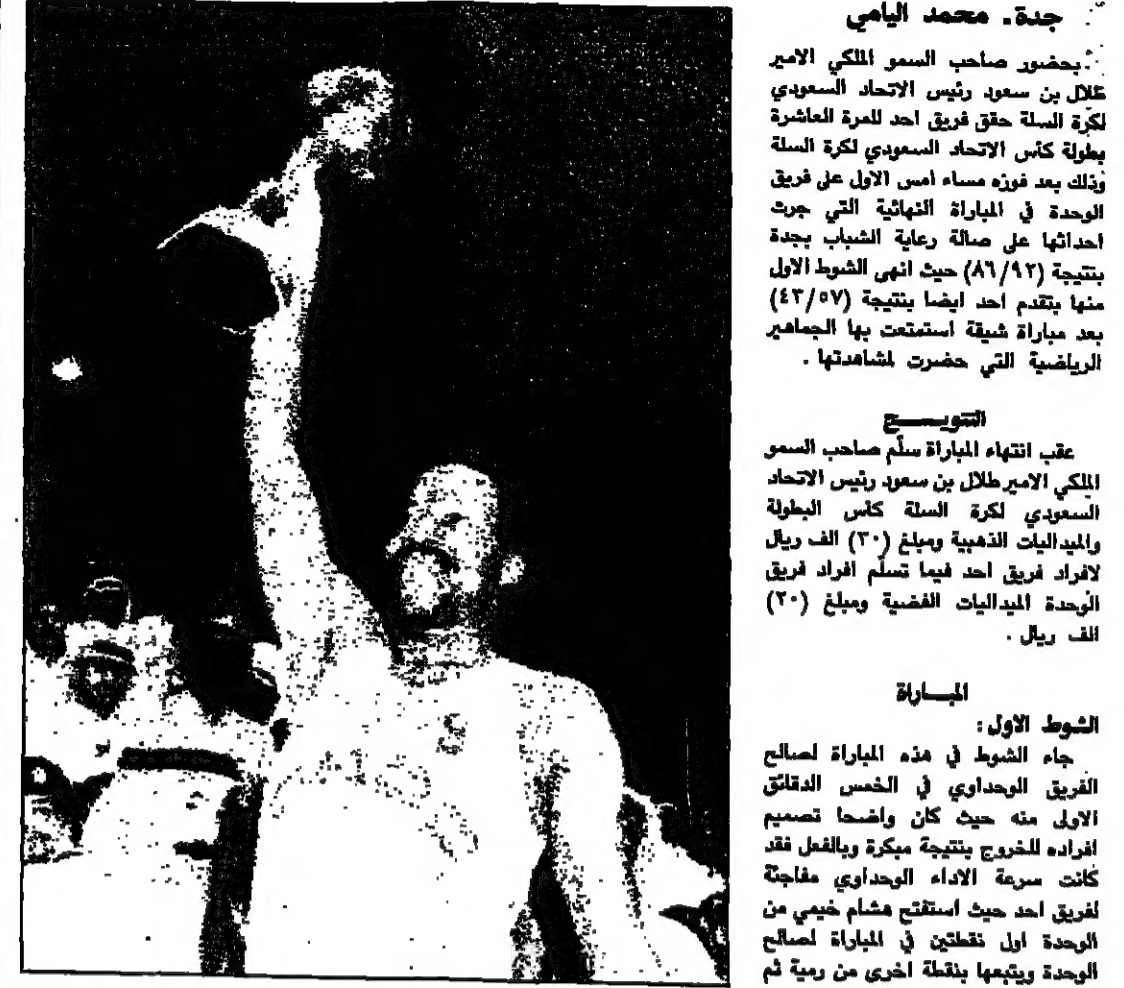 جدة ـ محمد اليامي
بحضور صاحب السمو الملكي الامير
طلال بن سعود رئيس الاتحاد السعودي
لكرة السلة حقق فريق احد للمرة العاشرة
بطولة كأس الاتحاد السعودي لكرة السلة
وذلك بعد فوزه مساء امس الاول على فريق
الوحدة في المباراة النهائية التي جرت
احداثها على صالة رعاية الشباب بجدة
بنتيجة (٨٦/٩٢) حيث انهى الشوط الاول
منها بتقدم احد ايضا بنتيجة (٤٣/٥٧)
بعد مباراة شيقة استمتعت بها الجماهير
الرياضية التي حضرت لمشاهدتها .
التتويـــج
عقب انتهاء المباراة سلّم صاحب السمو
الملكي الامير طلال بن سعود رئيس الاتحاد
السعودي لكرة السلة كأس البطولة
والميداليات الذهبية ومبلغ (٣٠) الف ريال
لافراد فريق احد فيما تسلّم افراد فريق
الوحدة الميداليات الفضية ومبلغ (٢٠)
الف ريال .
المبــاراة
الشوط الاول :
جاء الشوط في هذه المباراة لصالح
الفريق الوحداوي في الخمس الدقائق
الاولى منه حيث كان واضحا تصميم
افراده للخروج بنتيجة مبكرة وبالفعل فقد
كانت سرعة الاداء الوحداوي مفاجئة
لفريق احد حيث استفتح هشام خيمي من
الوحدة اول نقطتين في المباراة لصالح
الوحدة ويتبعها بنقطة اخرى من رمية ثم